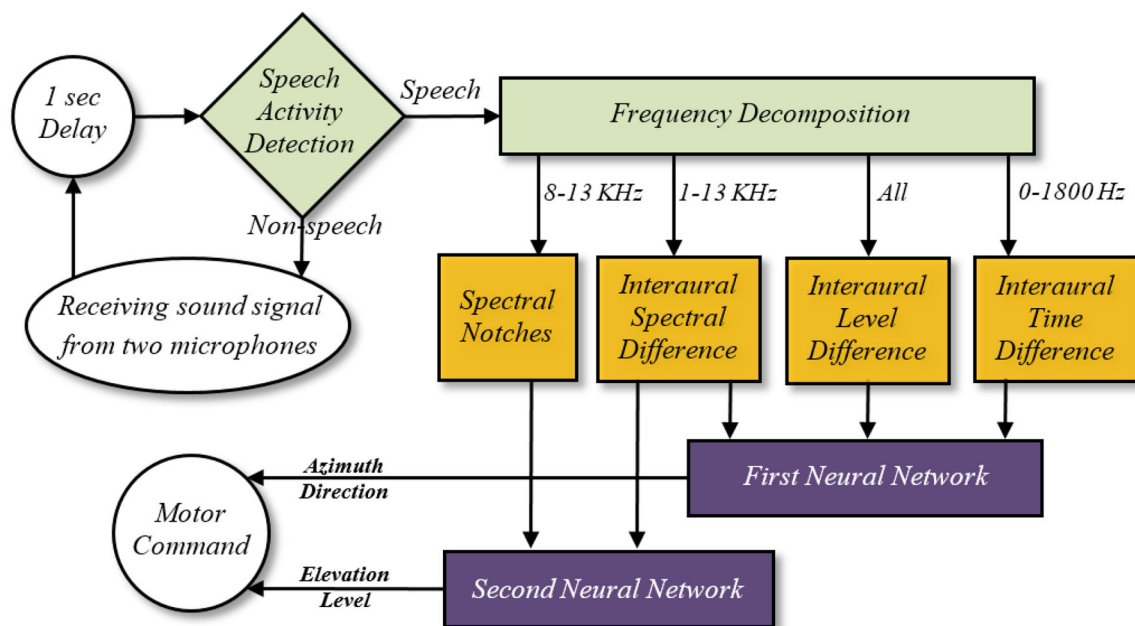 1 sec
Delay
Speech
Activity
Detection
Speech
Frequency Decomposition
Non-speech
8-13 KHz
1-13 KHz
All
0-1800 Hz
Receiving sound signal
from two microphones
Spectral
Notches
Interaural
Spectral
Difference
Interaural
Level
Difference
Interaural
Time
Difference
Azimuth
Direction
First Neural Network
Motor
Command
Elevation
Level
Second Neural Network